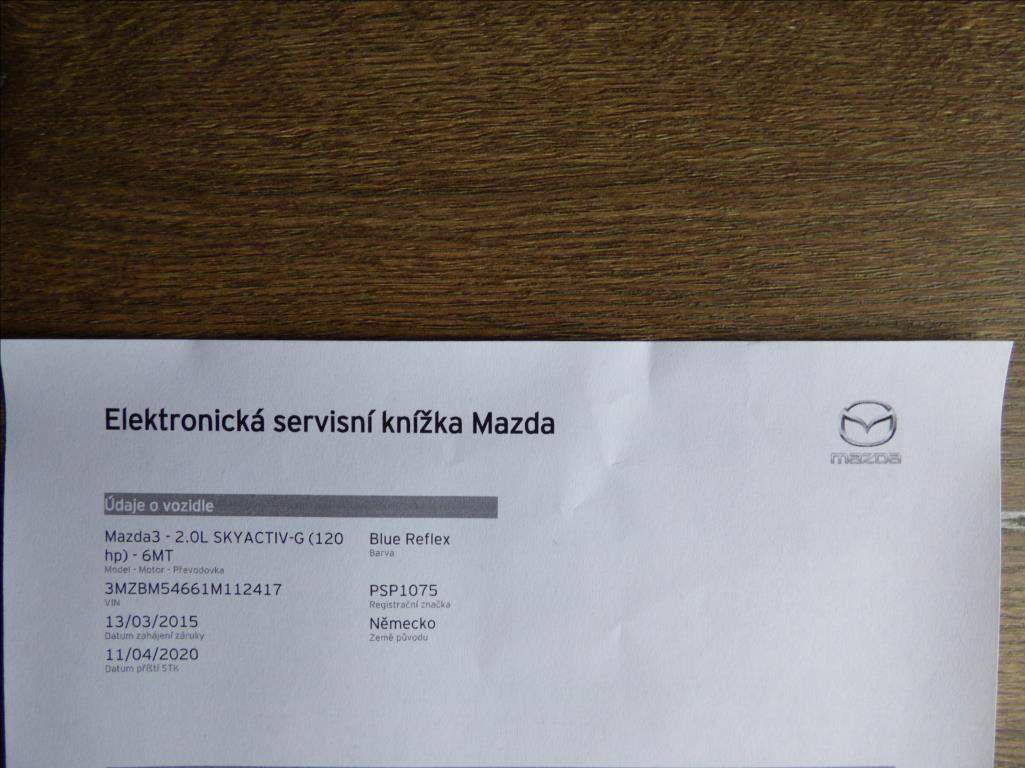 Elektronická servisní knížka Mazda
mazda
Údaje o vozidle
Mazda3 - 2.0L SKYACTIV-G (120
hp) - 6MT
Model - Motor - Převodovka
Blue Reflex
Barva
3MZBM54661M112417
VIN
PSP1075
Registrační značka
13/03/2015
Datum zahájení záruky
Německo
Země původu
11/04/2020
Datum příští STK